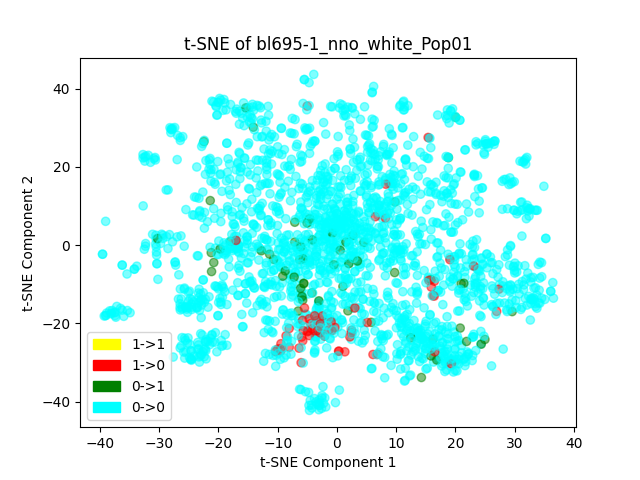 t-SNE of bl695-1_nno_white_Pop01
t-SNE Component 2
40
20
0
−20
−40
1->1
1->0
0->1
0->0
−40 −30 −20 −10 0 10 20 30 40
t-SNE Component 1